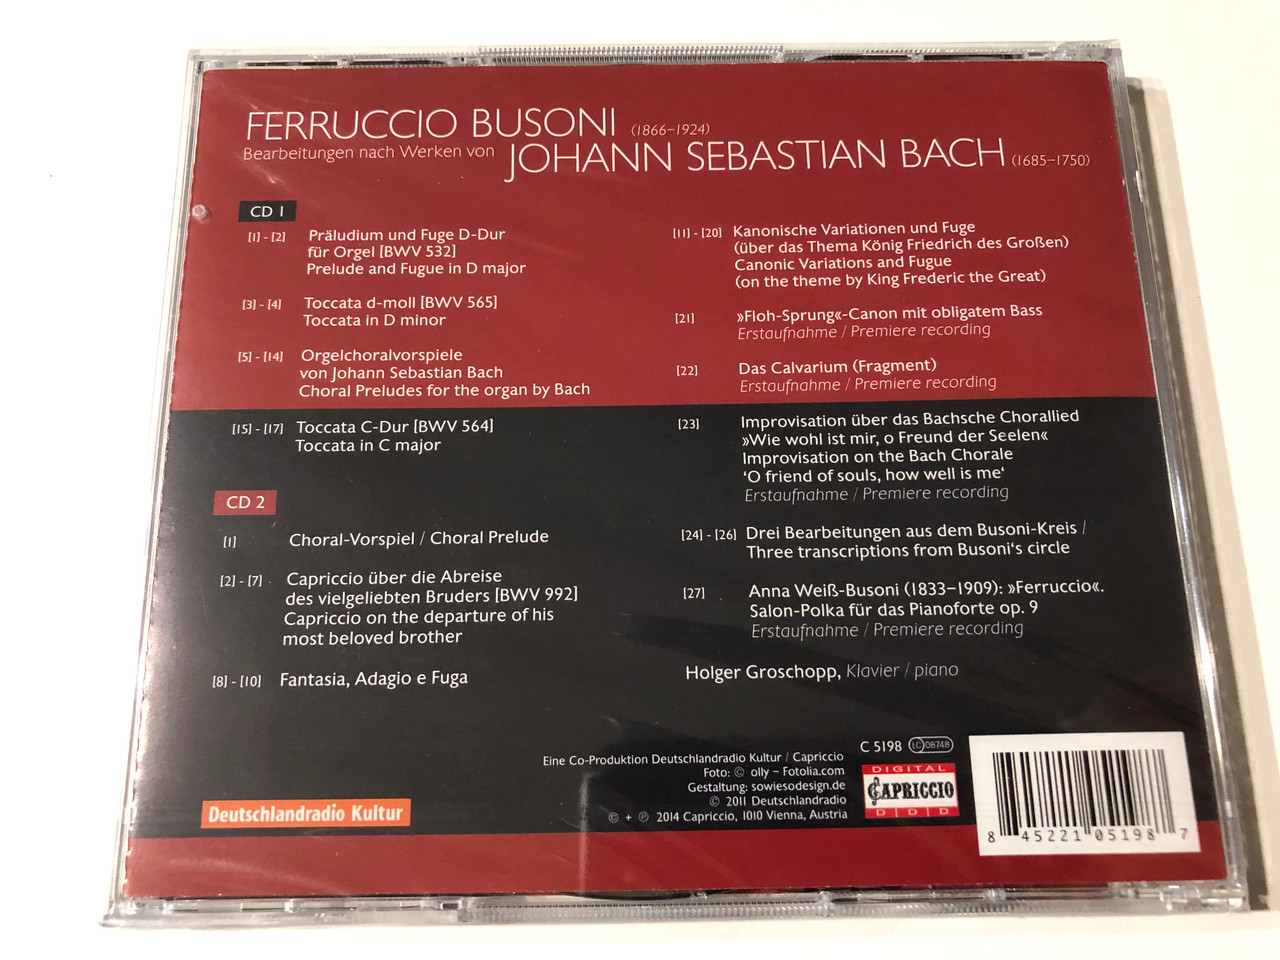 FERRUCCIO BUSONI (1866–1924)
Bearbeitungen nach Werken von JOHANN SEBASTIAN BACH (1685–1750)
CD 1
[1] - [2] Präludium und Fuge D-Dur
für Orgel [BWV 532]
Prelude and Fugue in D major
[3] - [4] Toccata d-moll [BWV 565]
Toccata in D minor
[5] - [14] Orgelchoralvorspiele
von Johann Sebastian Bach
Choral Preludes for the organ by Bach
[15] - [17] Toccata C-Dur [BWV 564]
Toccata in C major
CD 2
[1] Choral-Vorspiel / Choral Prelude
[2] - [7] Capriccio über die Abreise
des vielgeliebten Bruders [BWV 992]
Capriccio on the departure of his
most beloved brother
[8] - [10] Fantasia, Adagio e Fuga
[11] - [20] Kanonische Variationen und Fuge
(über das Thema König Friedrich des Großen)
Canonic Variations and Fugue
(on the theme by King Frederic the Great)
[21] »Floh-Sprung«-Canon mit obligatem Bass
Erstaufnahme / Premiere recording
[22] Das Calvarium (Fragment)
Erstaufnahme / Premiere recording
[23] Improvisation über das Bachsche Chorallied
»Wie wohl ist mir, o Freund der Seelen«
Improvisation on the Bach Chorale
‘O friend of souls, how well is me‘
Erstaufnahme / Premiere recording
[24] - [26] Drei Bearbeitungen aus dem Busoni-Kreis /
Three transcriptions from Busoni‘s circle
[27] Anna Weiß-Busoni (1833–1909): »Ferruccio«.
Salon-Polka für das Pianoforte op. 9
Erstaufnahme / Premiere recording
Holger Groschopp, Klavier / piano
Eine Co-Produktion Deutschlandradio Kultur / Capriccio
Foto: © olly – Fotolia.com
Gestaltung: sowiesodesign.de
© 2011 Deutschlandradio
© + ℗ 2014 Capriccio, 1010 Vienna, Austria
Deutschlandradio Kultur
C 5198 LC 08748
DIGITAL
CAPRICCIO
D D D
8 45221 05198 7